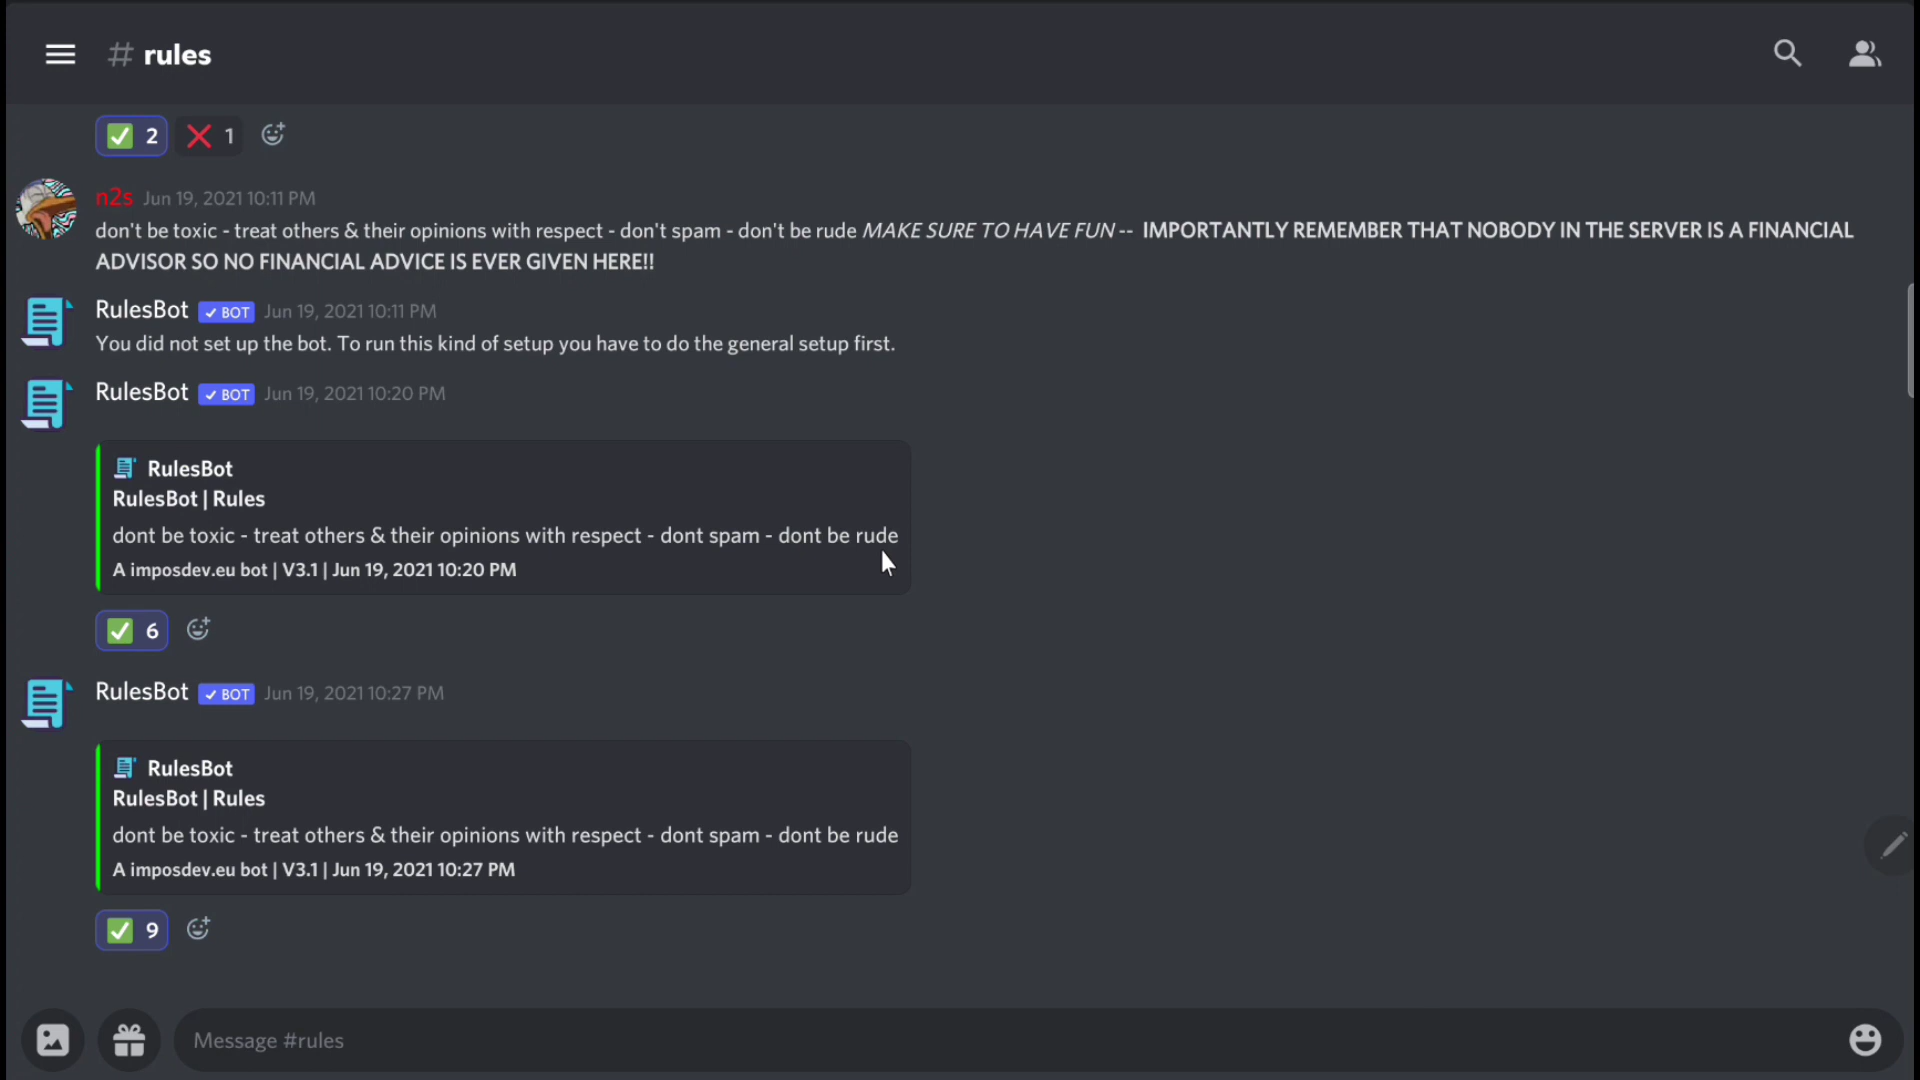 # rules
✅ 2 ❌ 1
n2s Jun 19, 2021 10:11 PM
don't be toxic - treat others & their opinions with respect - don't spam - don't be rude MAKE SURE TO HAVE FUN -- IMPORTANTLY REMEMBER THAT NOBODY IN THE SERVER IS A FINANCIAL
ADVISOR SO NO FINANCIAL ADVICE IS EVER GIVEN HERE!!
RulesBot ✓ BOT Jun 19, 2021 10:11 PM
You did not set up the bot. To run this kind of setup you have to do the general setup first.
RulesBot ✓ BOT Jun 19, 2021 10:20 PM
RulesBot
RulesBot | Rules
dont be toxic - treat others & their opinions with respect - dont spam - dont be rude
A imposdev.eu bot | V3.1 | Jun 19, 2021 10:20 PM
✅ 6
RulesBot ✓ BOT Jun 19, 2021 10:27 PM
RulesBot
RulesBot | Rules
dont be toxic - treat others & their opinions with respect - dont spam - dont be rude
A imposdev.eu bot | V3.1 | Jun 19, 2021 10:27 PM
✅ 9
Message #rules